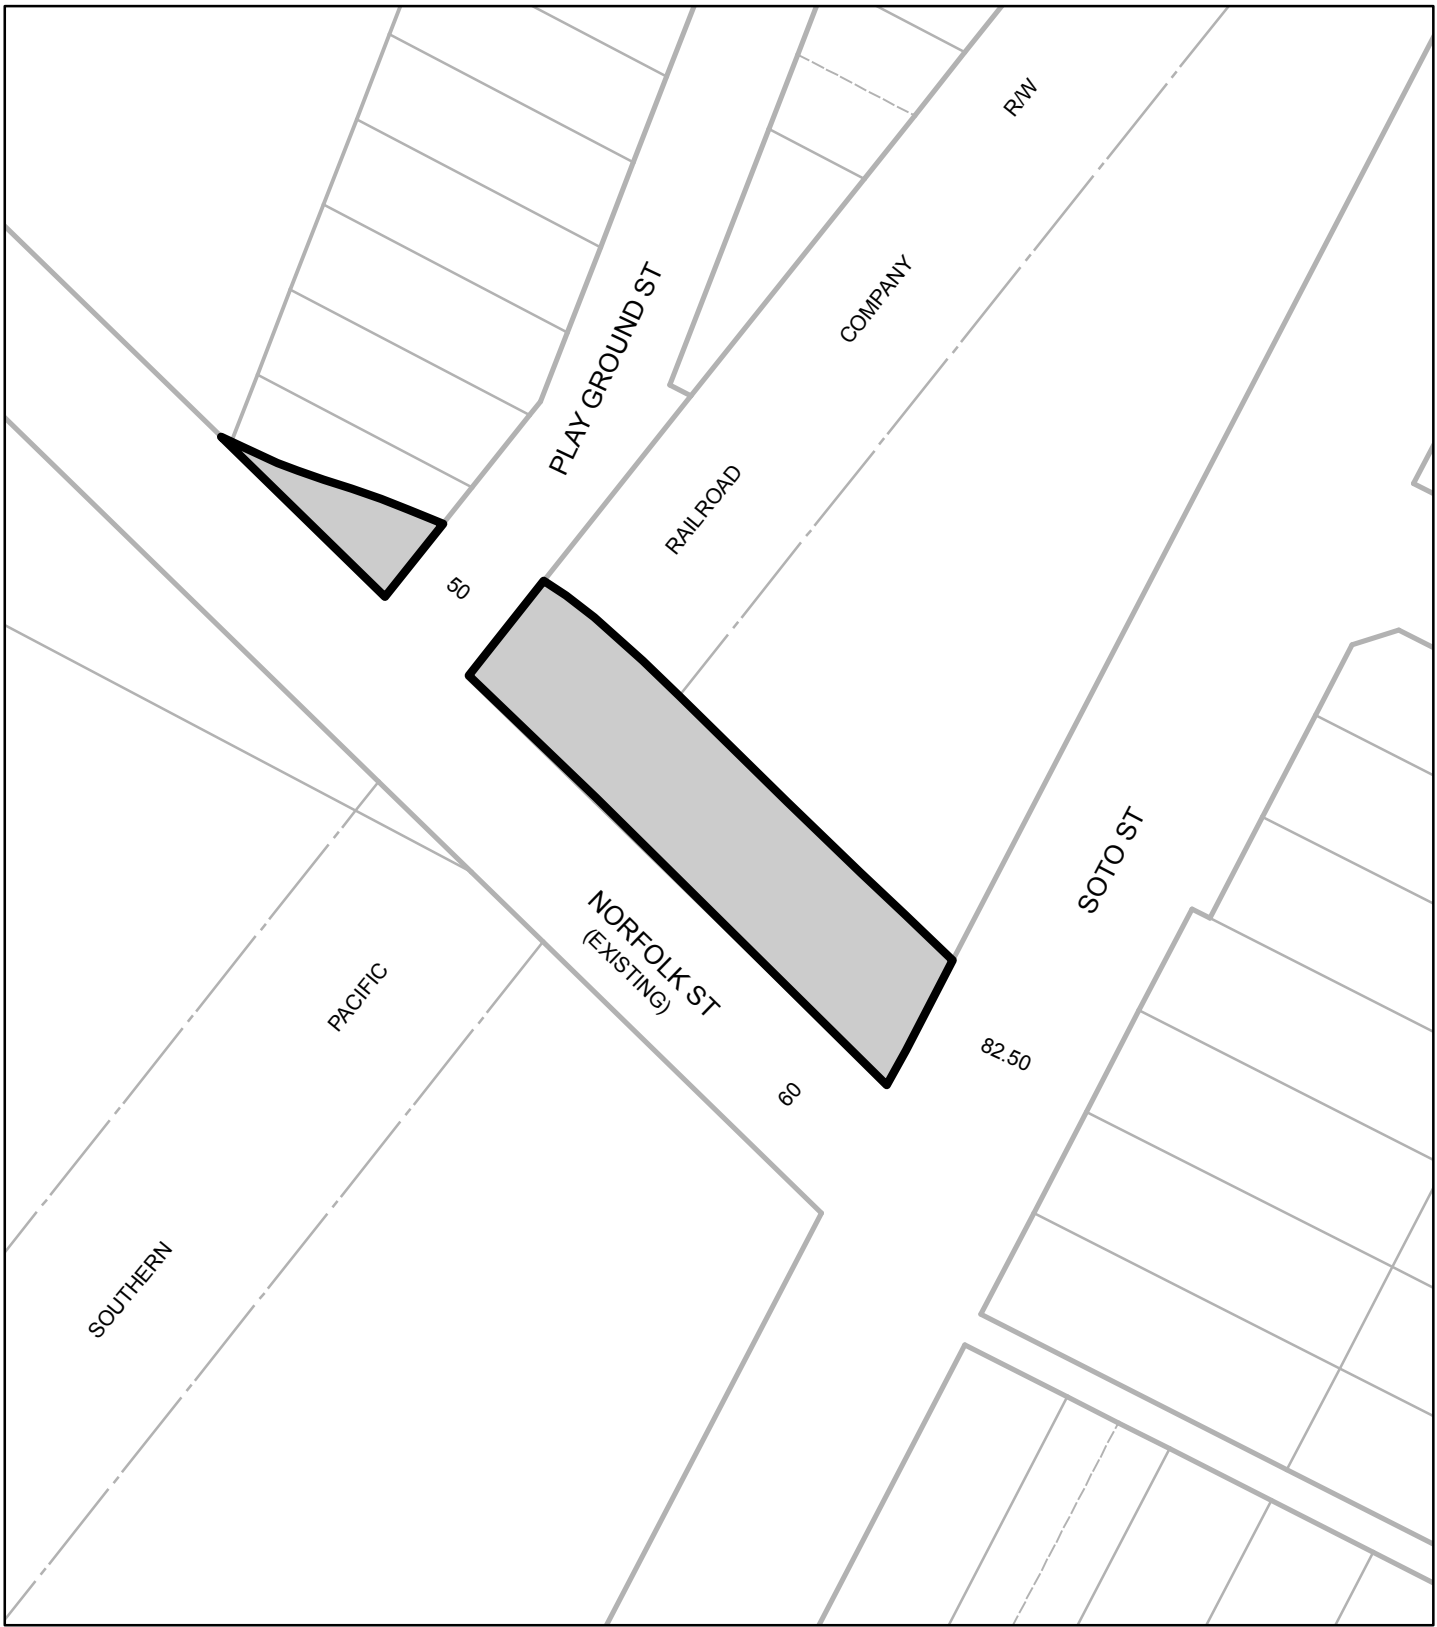 R/W
COMPANY
PLAY GROUND ST
RAILROAD
50
SOTO ST
NORFOLK ST
(EXISTING)
PACIFIC
82.50
60
SOUTHERN